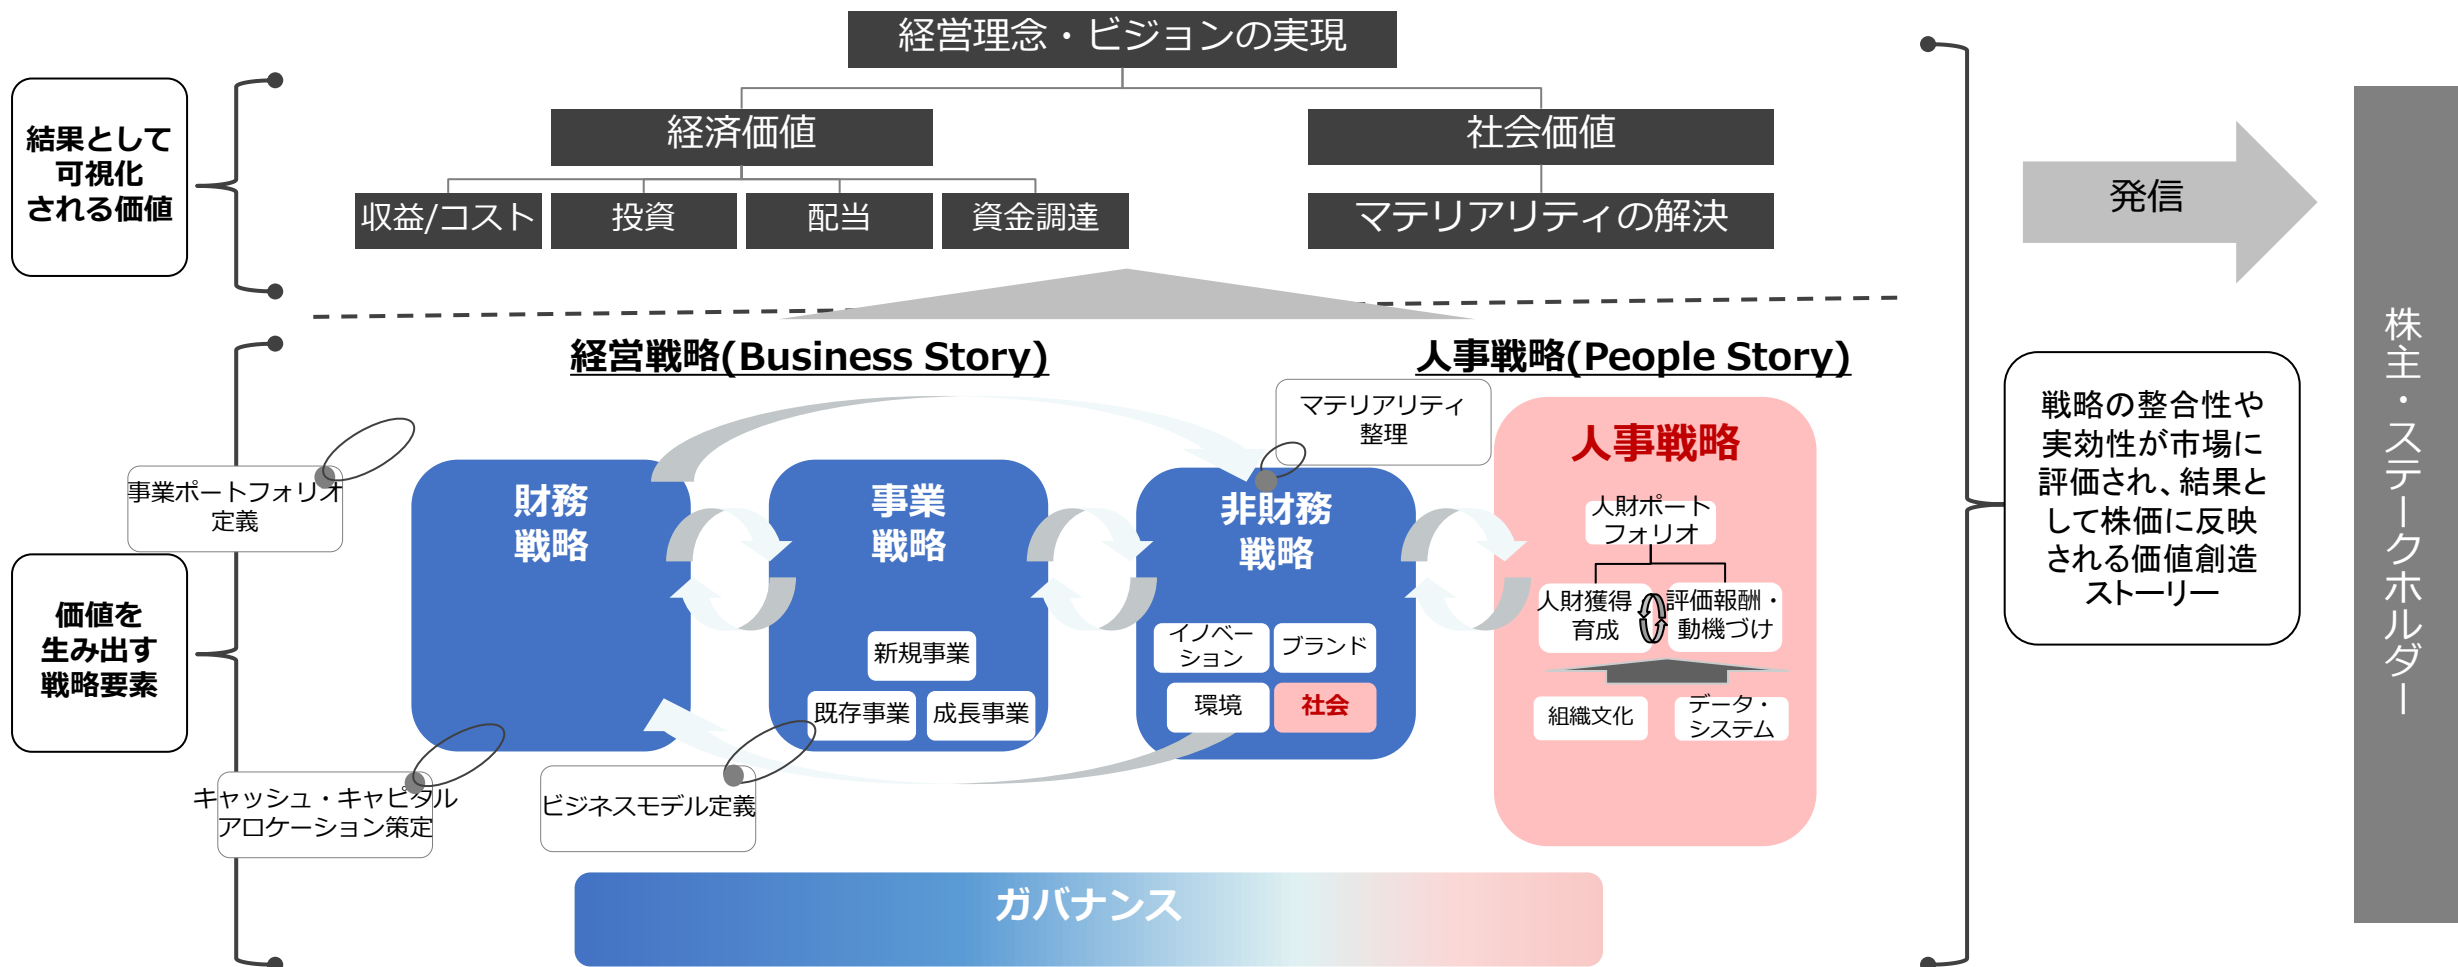 経営理念・ビジョンの実現
経済価値
社会価値
収益/コスト
投資
配当
資金調達
マテリアリティの解決
結果として
可視化
される価値
発信
株主・ステークホルダー
経営戦略(Business Story)
人事戦略(People Story)
マテリアリティ
整理
事業ポートフォリオ
定義
財務
戦略
事業
戦略
非財務
戦略
人事戦略
人財ポート
フォリオ
人財獲得
育成
評価報酬・
動機づけ
組織文化
データ・
システム
新規事業
既存事業
成長事業
イノベー
ション
ブランド
環境
社会
価値を
生み出す
戦略要素
キャッシュ・キャピタル
アロケーション策定
ビジネスモデル定義
戦略の整合性や
実効性が市場に
評価され、結果と
して株価に反映
される価値創造
ストーリー
ガバナンス